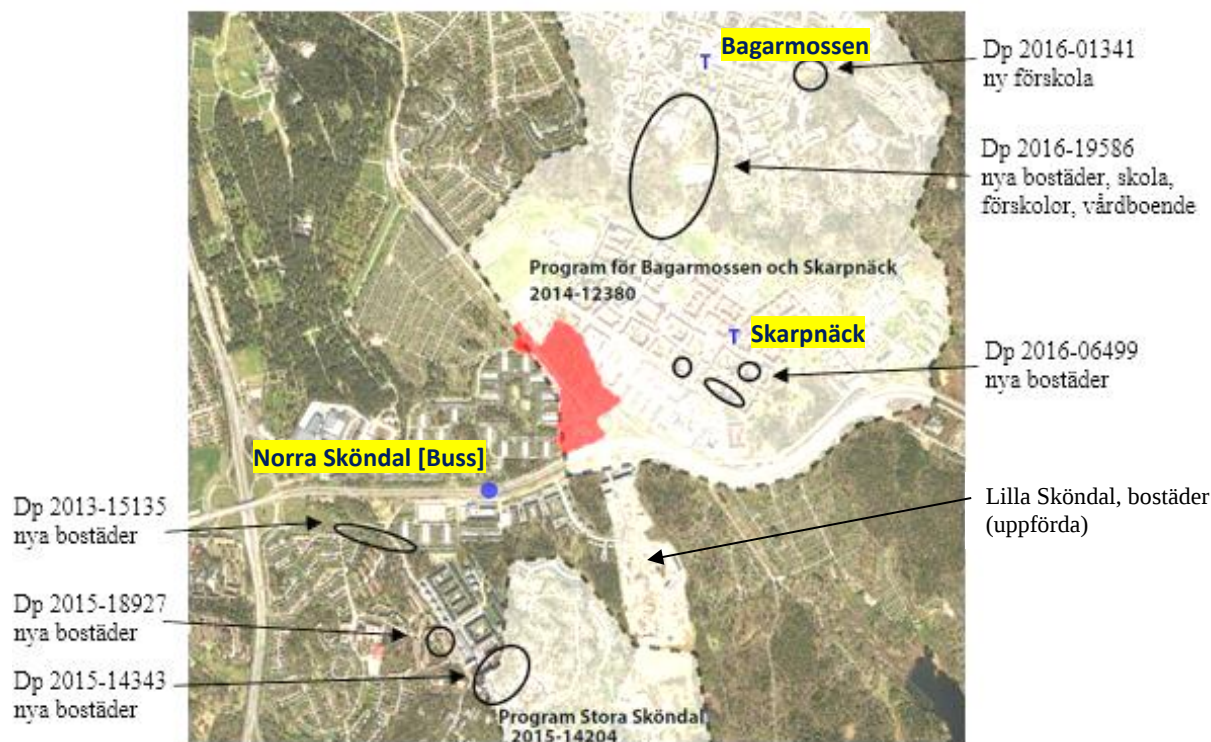 Bagarmossen
T
Dp 2016-01341
ny förskola
Dp 2016-19586
nya bostäder, skola,
förskolor, vårdboende
Program för Bagarmossen och Skarpnäck
2014-12380
T
Skarpnäck
Dp 2016-06499
nya bostäder
Norra Sköndal [Buss]
Dp 2013-15135
nya bostäder
Lilla Sköndal, bostäder
(uppförda)
Dp 2015-18927
nya bostäder
Dp 2015-14343
nya bostäder
Program Stora Sköndal
2015-14204